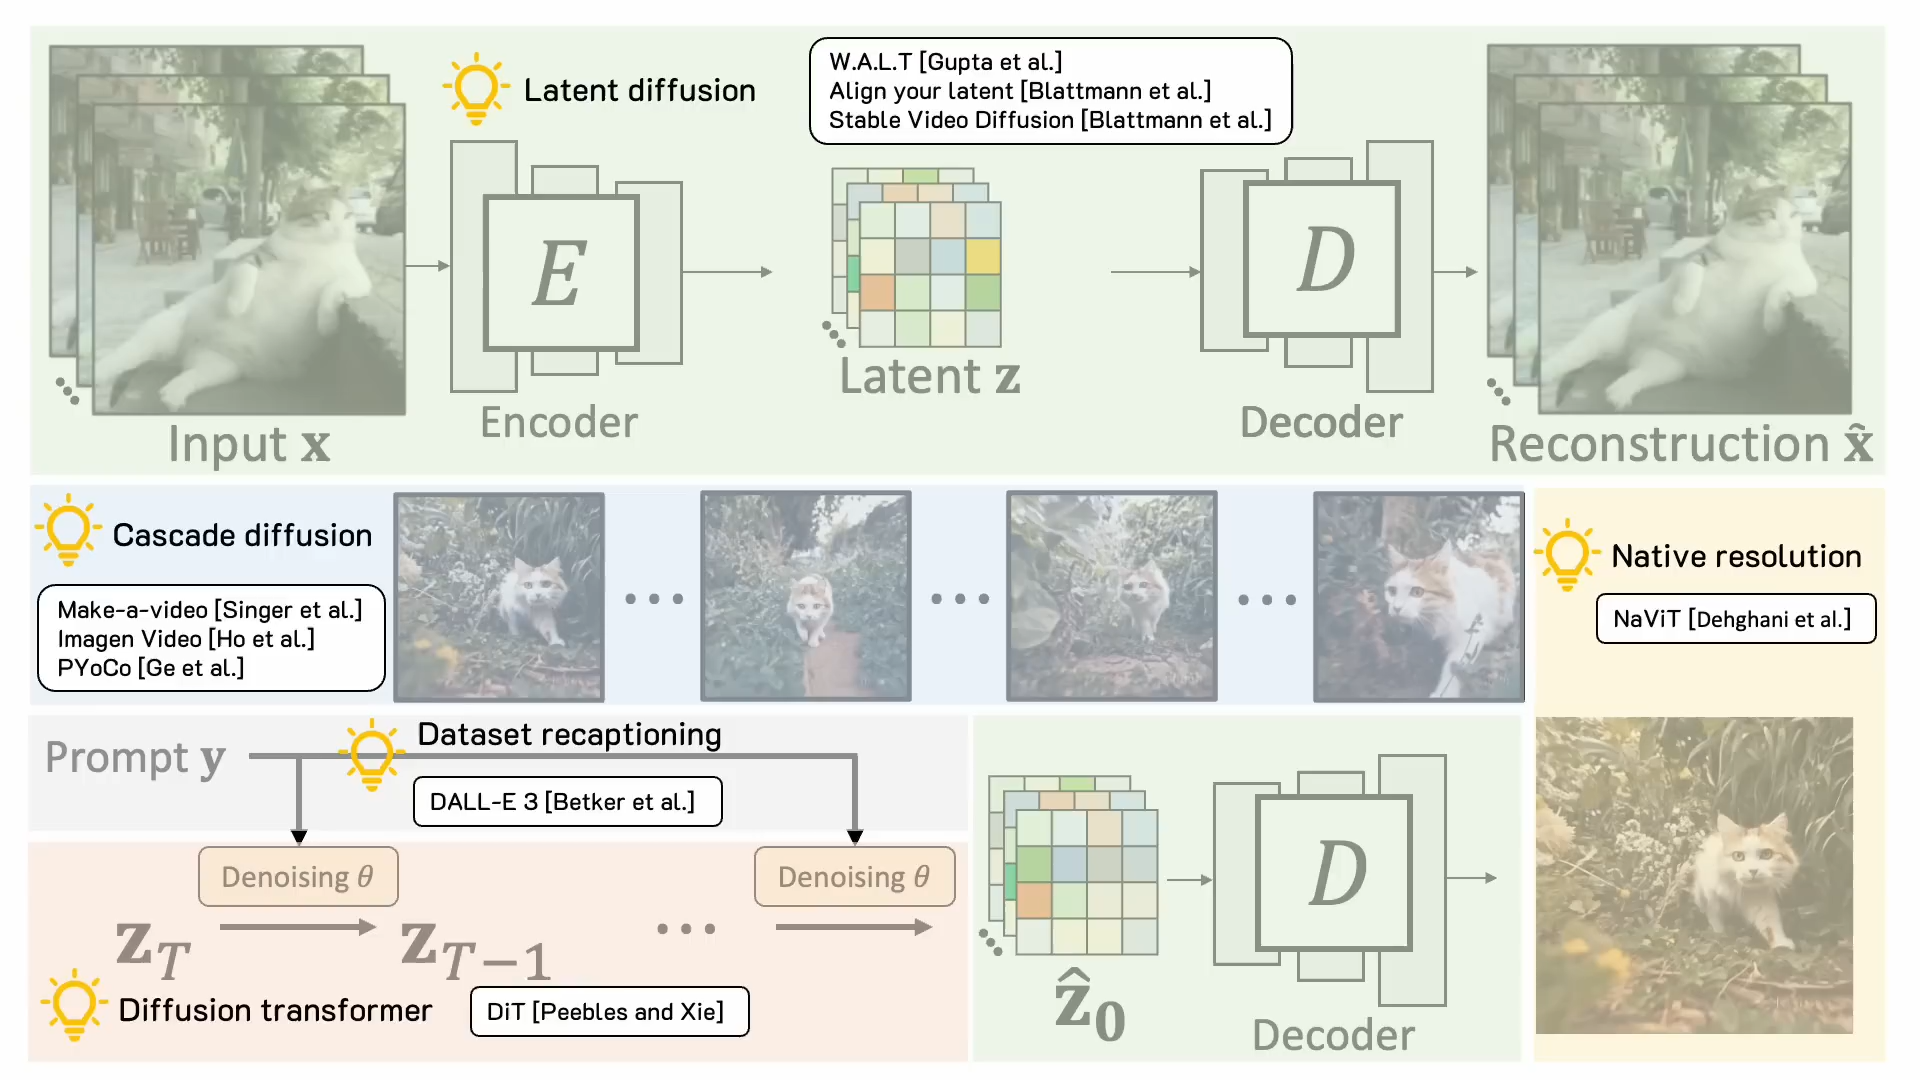 Latent diffusion
W.A.L.T [Gupta et al.]
Align your latent [Blattmann et al.]
Stable Video Diffusion [Blattmann et al.]
E
D
Input x
Encoder
Latent z
Decoder
Reconstruction x̃
Cascade diffusion
Make-a-video [Singer et al.]
Imagen Video [Ho et al.]
PYoCo [Ge et al.]
Native resolution
NaViT [Dehghani et al.]
Prompt y
Dataset recaptioning
DALL-E 3 [Betker et al.]
Denoising θ
Denoising θ
z_T
z_{T−1}
Diffusion transformer
DiT [Peebles and Xie]
D
ẑ₀
Decoder